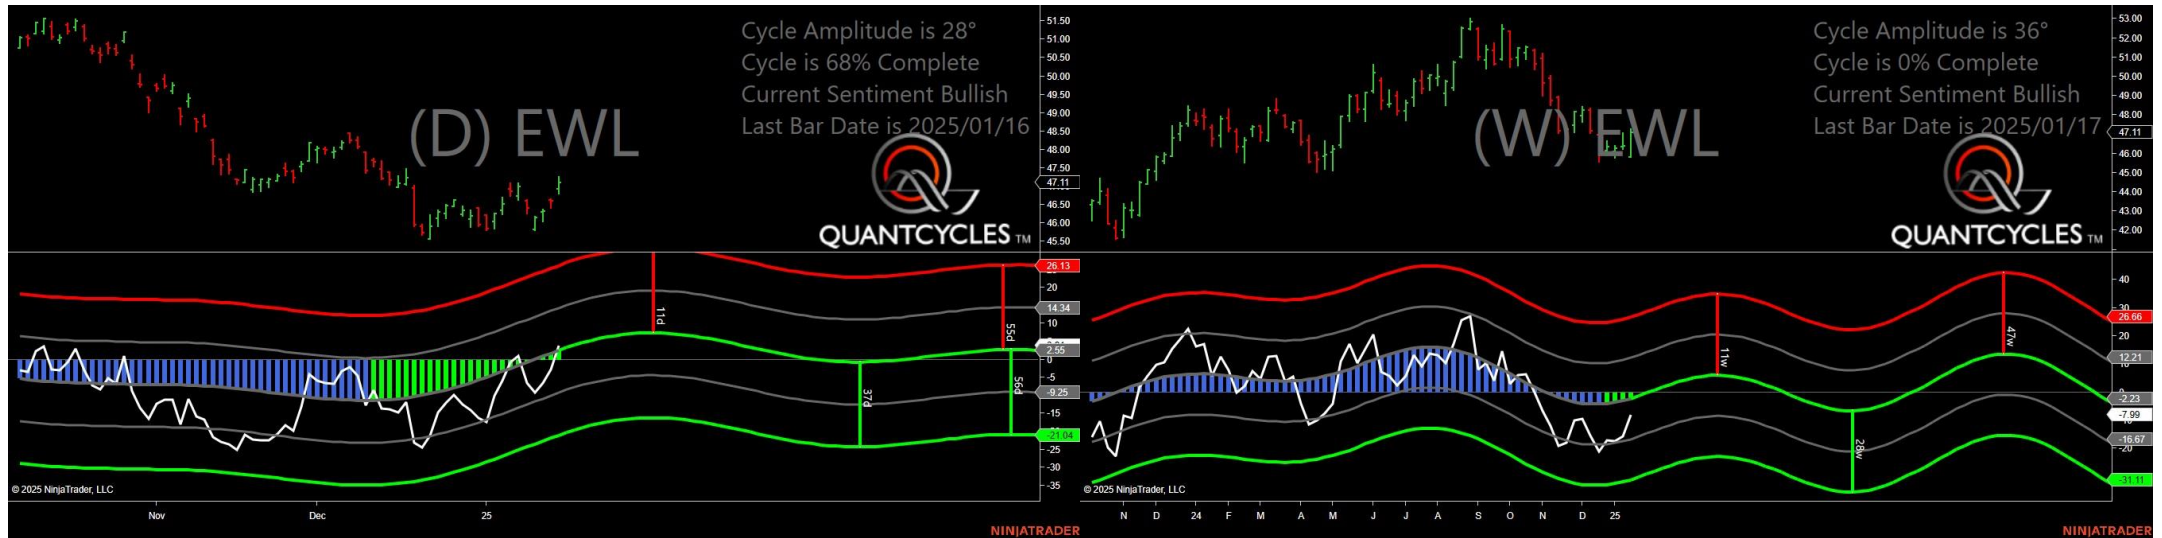 (D) EWL
Cycle Amplitude is 28°
Cycle is 68% Complete
Current Sentiment Bullish
Last Bar Date is 2025/01/16
QUANTCYCLES TM
51.50
51.00
50.50
50.00
49.50
49.00
48.50
48.00
47.50
47.11
46.50
46.00
45.50
26.13
20
14.34
10
2.55
0
-5
-9.25
-15
-21.04
-25
-30
-35
11d
37d
55d
56d
© 2025 NinjaTrader, LLC
Nov
Dec
25
NINJATRADER
(W) EWL
Cycle Amplitude is 36°
Cycle is 0% Complete
Current Sentiment Bullish
Last Bar Date is 2025/01/17
QUANTCYCLES TM
53.00
52.00
51.00
50.00
49.00
48.00
47.11
46.00
45.00
44.00
43.00
42.00
40
30
26.66
20
12.21
10
0
-2.23
-7.99
-16.67
-20
-31.11
11w
28w
47w
© 2025 NinjaTrader, LLC
N D 24 F M A M J J A S O N D 25
NINJATRADER